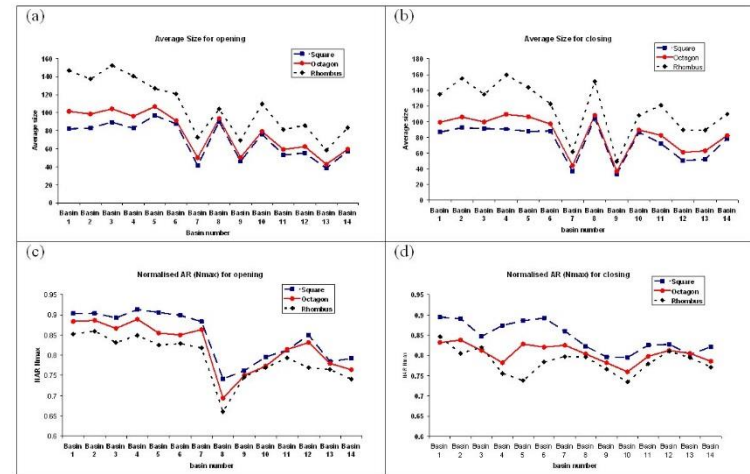 (a)
Average Size for opening
Square
Octagon
Rhombus
160
140
120
100
80
60
40
20
0
Average size
Basin Basin Basin Basin Basin Basin Basin Basin Basin Basin Basin Basin Basin Basin
1 2 3 4 5 6 7 8 9 10 11 12 13 14
Basin number
(b)
Average Size for closing
Square
Octagon
Rhombus
180
160
140
120
100
80
60
40
20
0
Average size
Basin Basin Basin Basin Basin Basin Basin Basin Basin Basin Basin Basin Basin Basin
1 2 3 4 5 6 7 8 9 10 11 12 13 14
basin number
(c)
Normalised AR (Nmax) for opening
Square
Octagon
Rhombus
0.95
0.9
0.85
0.8
0.75
0.7
0.65
0.6
NAR Nmax
Basin Basin Basin Basin Basin Basin Basin Basin Basin Basin Basin Basin Basin Basin
1 2 3 4 5 6 7 8 9 10 11 12 13 14
basin number
(d)
Normalised AR (Nmax) for closing
Square
Octagon
Rhombus
0.95
0.9
0.85
0.8
0.75
0.7
0.65
0.6
NAR Nmax
Basin Basin Basin Basin Basin Basin Basin Basin Basin Basin Basin Basin Basin Basin
1 2 3 4 5 6 7 8 9 10 11 12 13 14
basin number